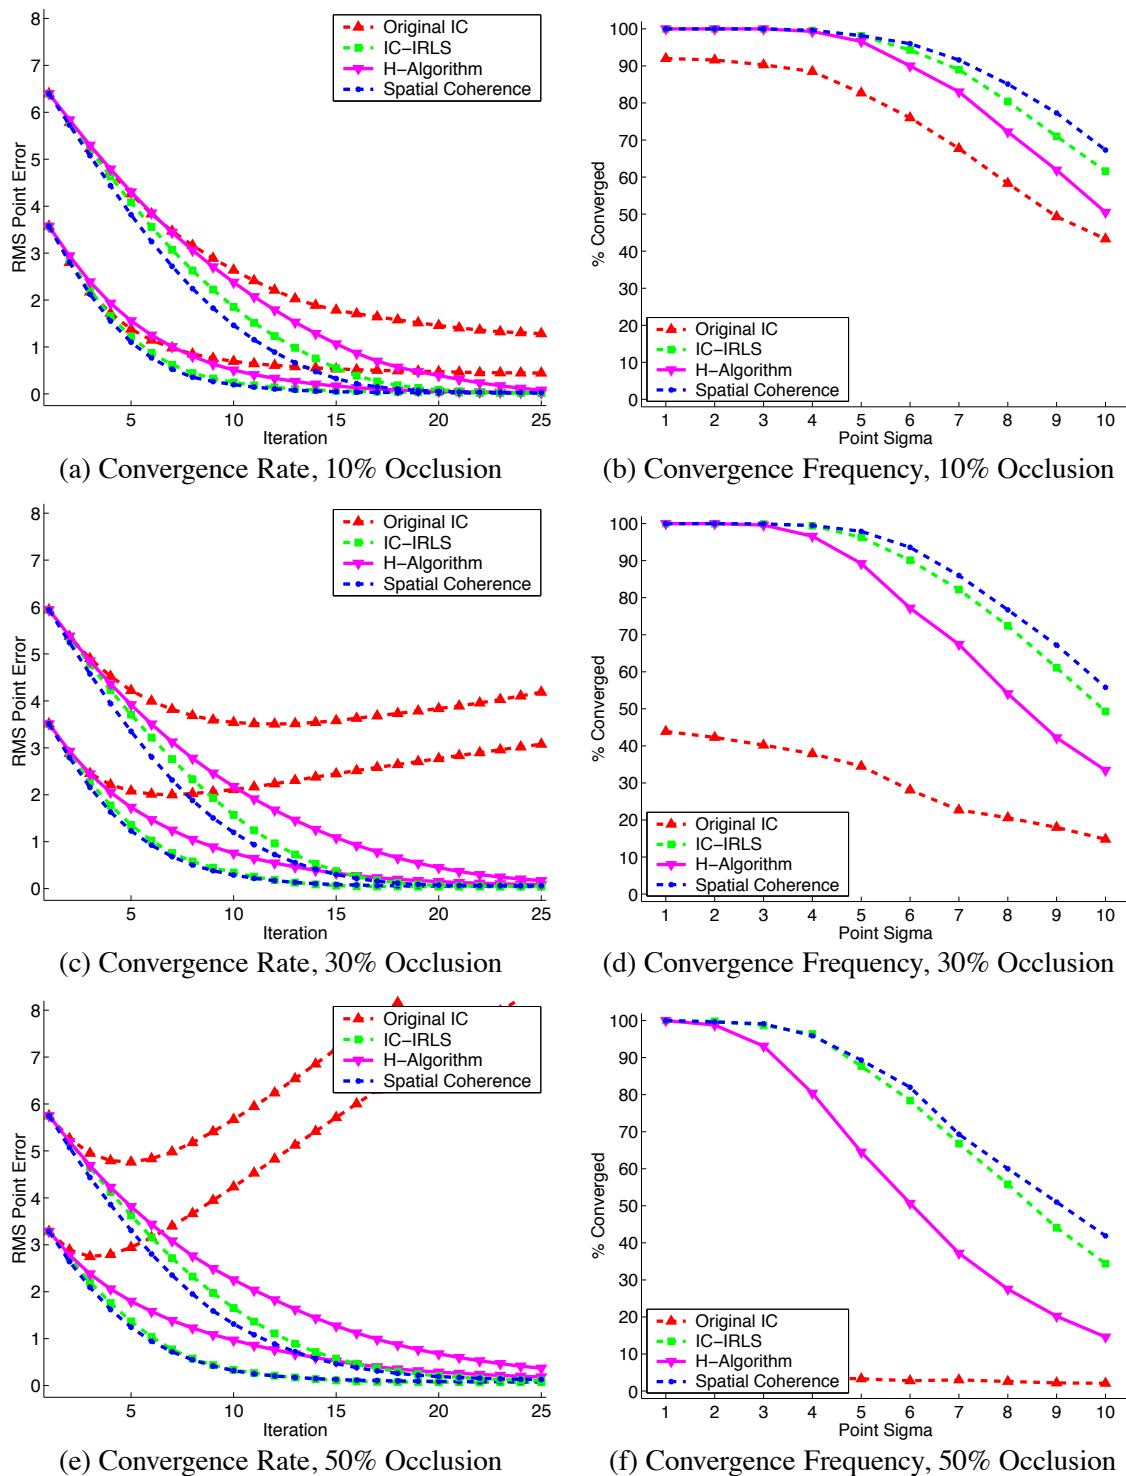 8
7
6
5
4
3
2
1
0
RMS Point Error
Original IC
IC−IRLS
H−Algorithm
Spatial Coherence
5 10 15 20 25
Iteration
(a) Convergence Rate, 10% Occlusion
100
90
80
70
60
50
40
30
20
10
0
% Converged
Original IC
IC−IRLS
H−Algorithm
Spatial Coherence
1 2 3 4 5 6 7 8 9 10
Point Sigma
(b) Convergence Frequency, 10% Occlusion
8
7
6
5
4
3
2
1
0
RMS Point Error
Original IC
IC−IRLS
H−Algorithm
Spatial Coherence
5 10 15 20 25
Iteration
(c) Convergence Rate, 30% Occlusion
100
90
80
70
60
50
40
30
20
10
0
% Converged
Original IC
IC−IRLS
H−Algorithm
Spatial Coherence
1 2 3 4 5 6 7 8 9 10
Point Sigma
(d) Convergence Frequency, 30% Occlusion
8
7
6
5
4
3
2
1
0
RMS Point Error
Original IC
IC−IRLS
H−Algorithm
Spatial Coherence
5 10 15 20 25
Iteration
(e) Convergence Rate, 50% Occlusion
100
90
80
70
60
50
40
30
20
10
0
% Converged
Original IC
IC−IRLS
H−Algorithm
Spatial Coherence
1 2 3 4 5 6 7 8 9 10
Point Sigma
(f) Convergence Frequency, 50% Occlusion